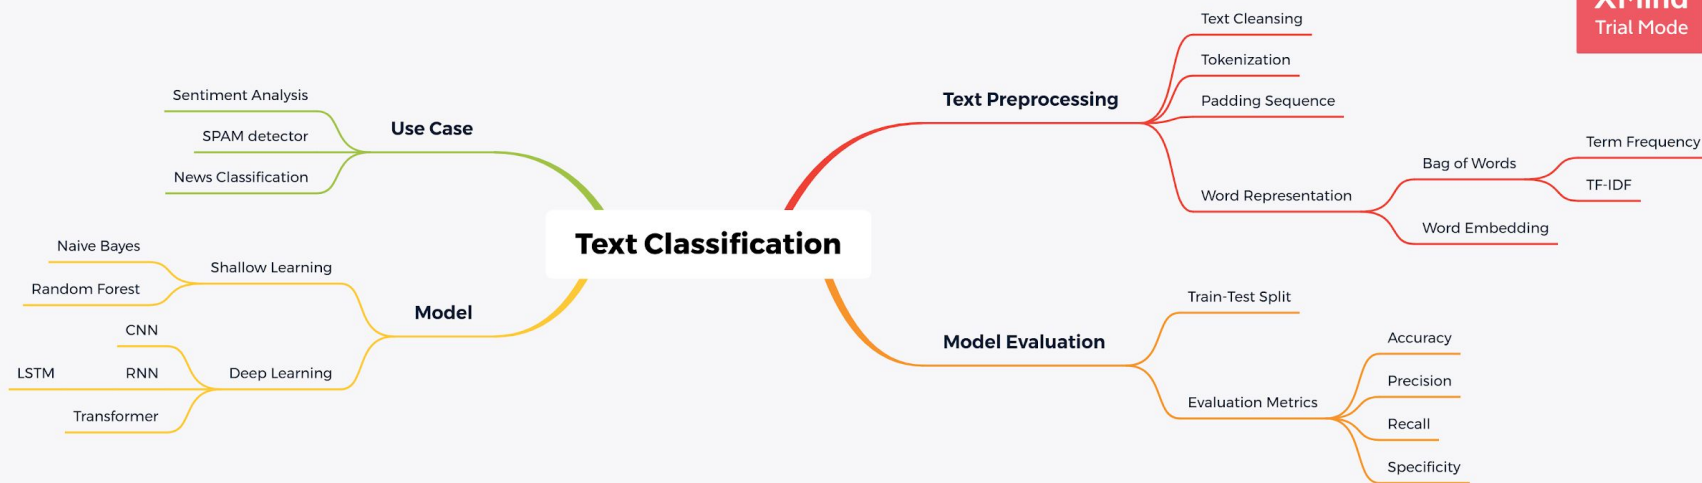 XMind
Trial Mode
Text Classification
Text Preprocessing
Text Cleansing
Tokenization
Padding Sequence
Word Representation
Bag of Words
Term Frequency
TF-IDF
Word Embedding
Model Evaluation
Train-Test Split
Evaluation Metrics
Accuracy
Precision
Recall
Specificity
Use Case
Sentiment Analysis
SPAM detector
News Classification
Model
Shallow Learning
Naive Bayes
Random Forest
Deep Learning
CNN
RNN
LSTM
Transformer